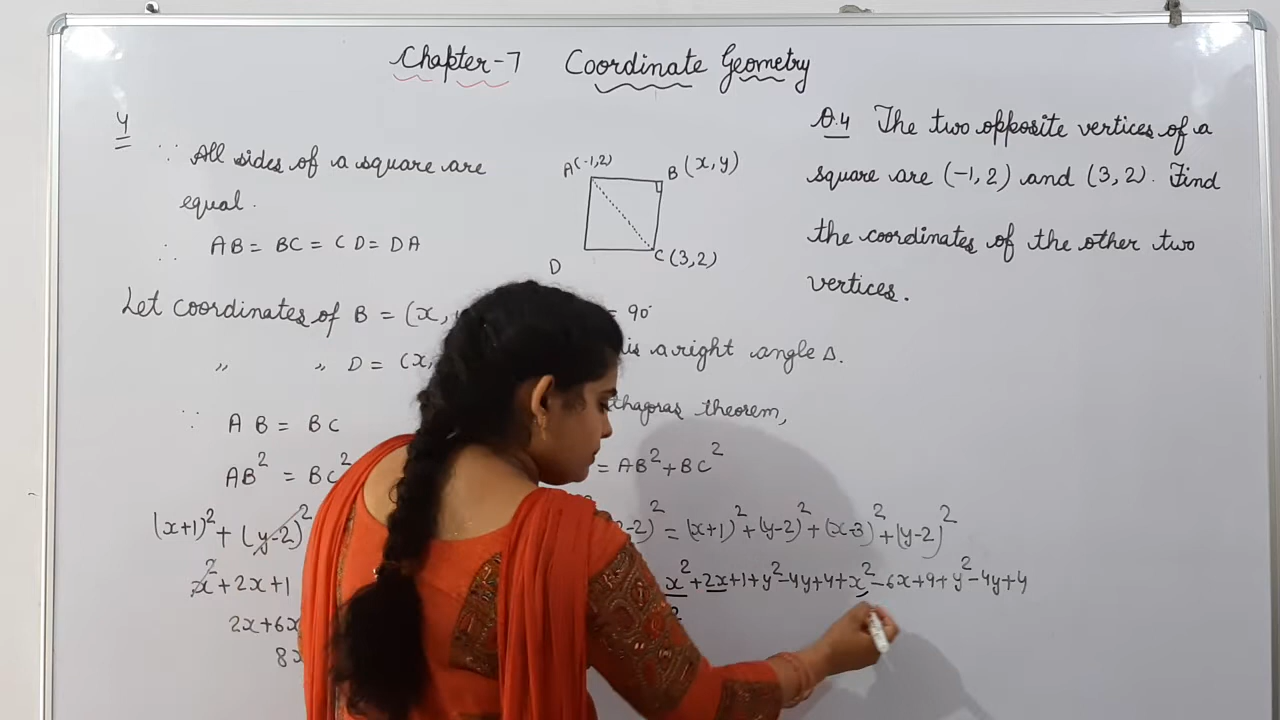 Chapter-7 Coordinate Geometry
Q.4 The two opposite vertices of a
square are (-1,2) and (3,2). Find
the coordinates of the other two
vertices.
4
∵ All sides of a square are
equal.
∴ AB = BC = CD = DA
A(-1,2) B(x,y)
D C(3,2)
Let coordinates of B = (x,
,, ,, D = (x,
∵ AB = BC
AB² = BC²
(x+1)² + (y-2)²
x² + 2x + 1
2x+6x
8x
= 90°
is a right angle Δ.
theorem,
= AB² + BC²
-2)² = (x+1)² + (y-2)² + (x-3)² + (y-2)²
x² + 2x + 1 + y² - 4y + 4 + x² - 6x + 9 + y² - 4y + 4
2